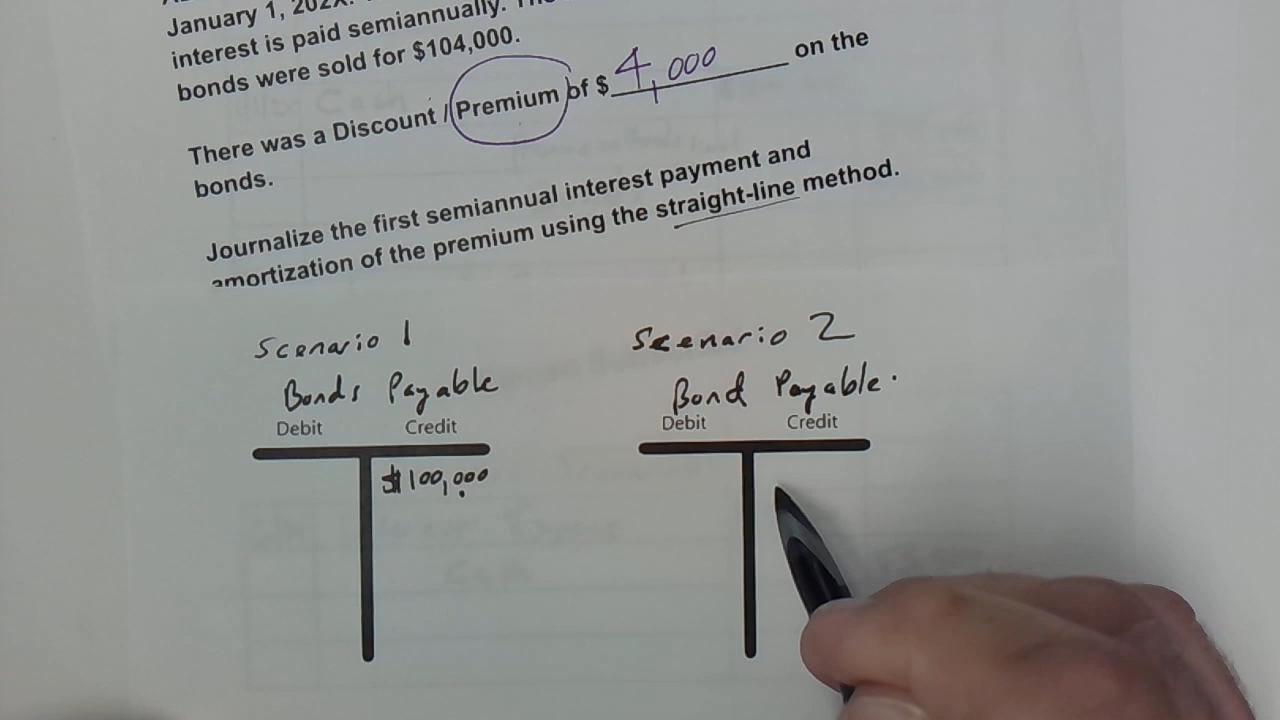 January 1, 202X.
interest is paid semiannually.
bonds were sold for $104,000.
There was a Discount / Premium of $ 4,000 on the
bonds.
Journalize the first semiannual interest payment and
amortization of the premium using the straight-line method.
Scenario 1
Bonds Payable
Debit Credit
$100,000
Scenario 2
Bond Payable.
Debit Credit